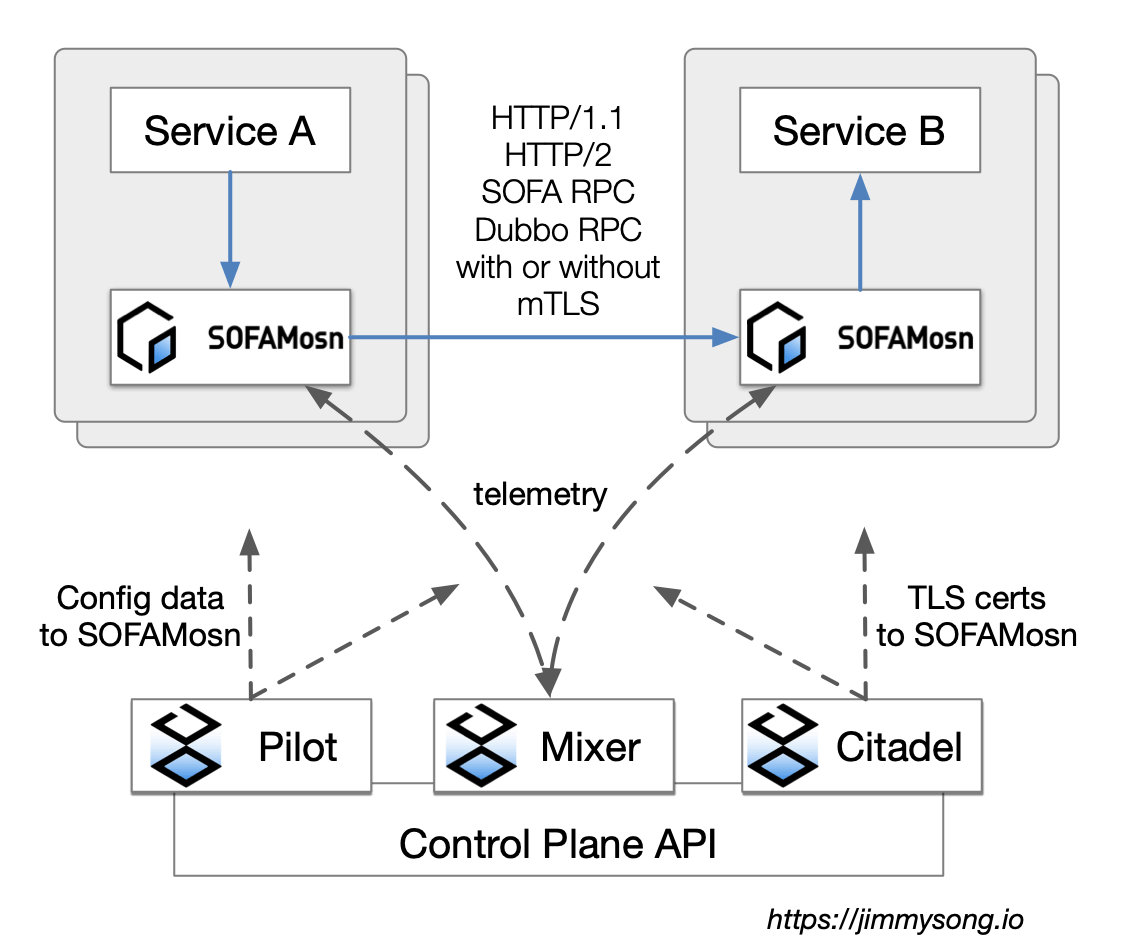 Service A
Service B
HTTP/1.1
HTTP/2
SOFA RPC
Dubbo RPC
with or without
mTLS
SOFAMosn
SOFAMosn
telemetry
Config data
to SOFAMosn
TLS certs
to SOFAMosn
Pilot
Mixer
Citadel
Control Plane API
https://jimmysong.io